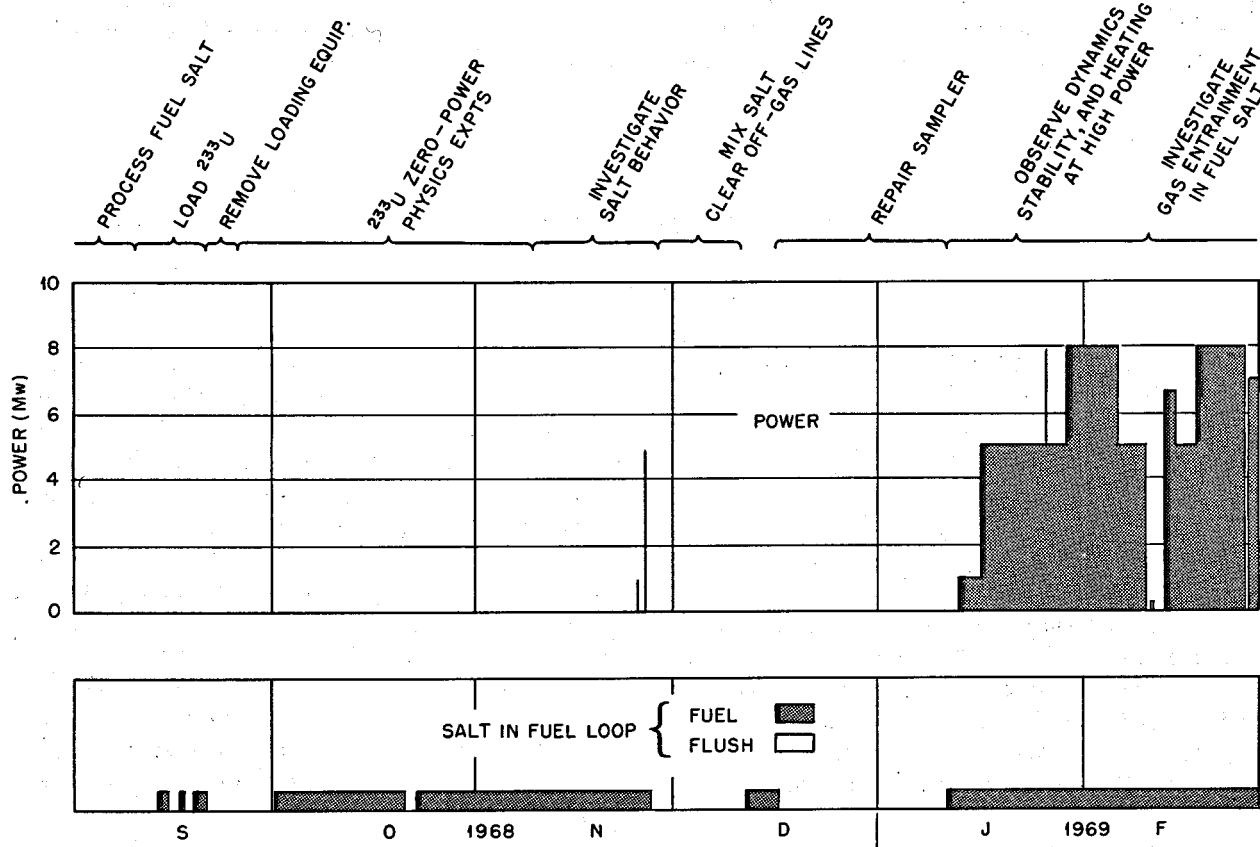 PROCESS FUEL SALT
LOAD ²³³U
REMOVE LOADING EQUIP.
²³³U ZERO-POWER
PHYSICS EXPTS
INVESTIGATE
SALT BEHAVIOR
MIX SALT
CLEAR OFF-GAS LINES
REPAIR SAMPLER
OBSERVE DYNAMICS
STABILITY, AND HEATING
AT HIGH POWER
INVESTIGATE
GAS ENTRAINMENT
IN FUEL SALT
POWER (Mw)
10
8
6
4
2
0
POWER
SALT IN FUEL LOOP {
FUEL
FLUSH
S O 1968 N D J 1969 F